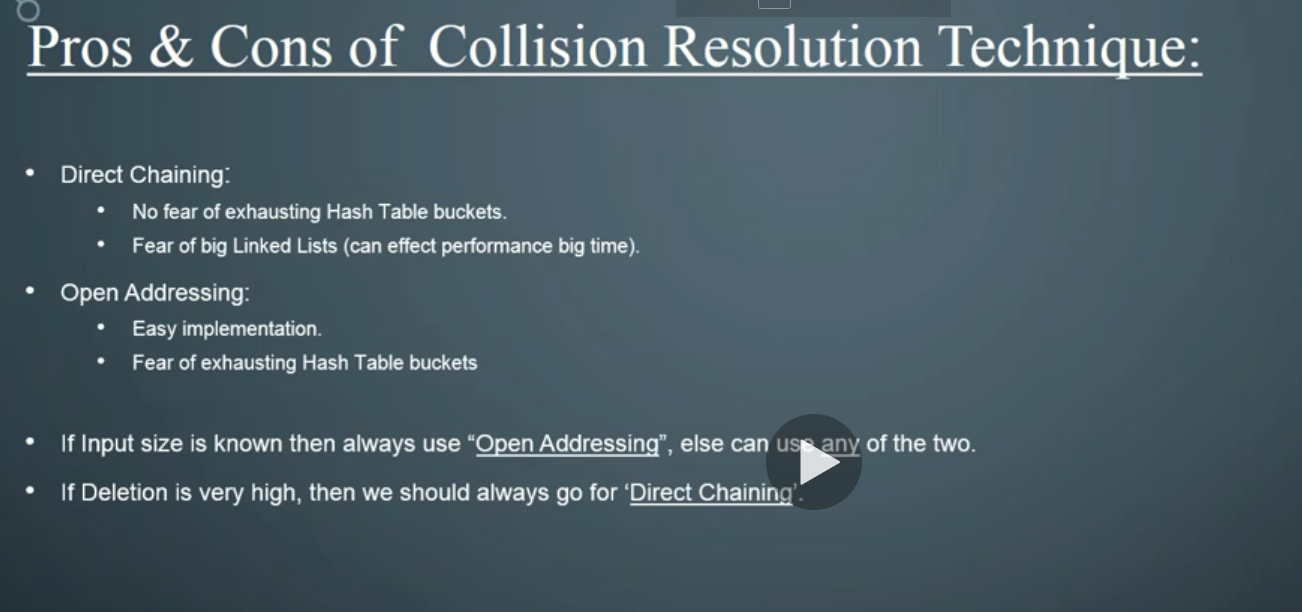 Pros & Cons of Collision Resolution Technique:
• Direct Chaining:
• No fear of exhausting Hash Table buckets.
• Fear of big Linked Lists (can effect performance big time).
• Open Addressing:
• Easy implementation.
• Fear of exhausting Hash Table buckets
• If Input size is known then always use “Open Addressing”, else can use any of the two.
• If Deletion is very high, then we should always go for ‘Direct Chaining’.